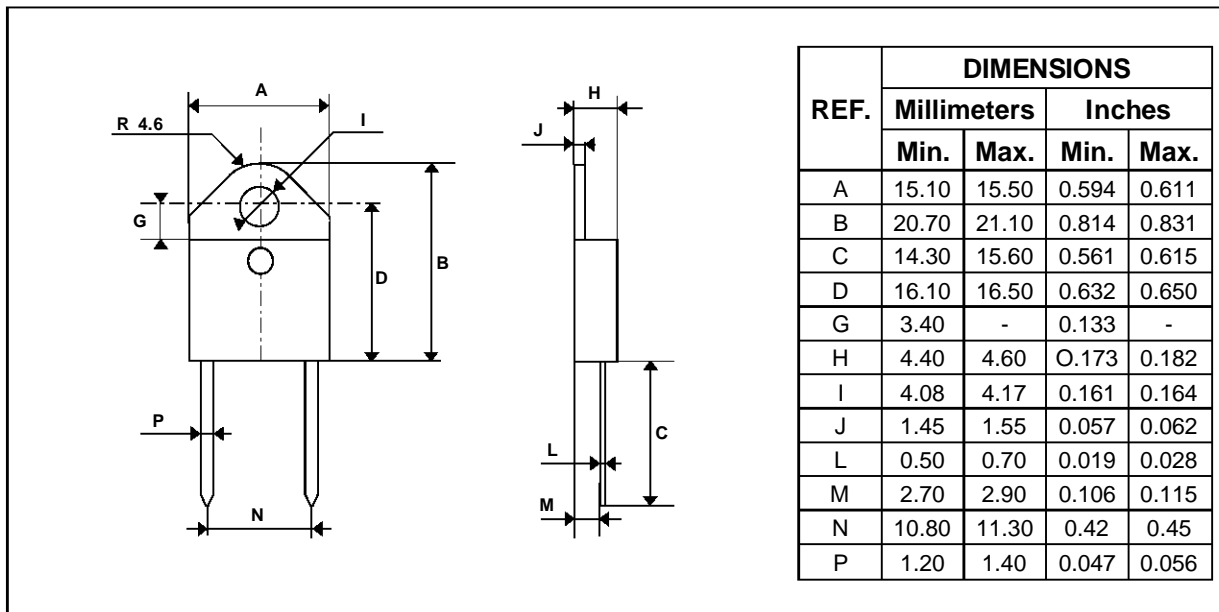 A
R 4.6
I
G
D
B
P
N
H
J
C
L
M
DIMENSIONS
REF. Millimeters Inches
Min. Max. Min. Max.
A 15.10 15.50 0.594 0.611
B 20.70 21.10 0.814 0.831
C 14.30 15.60 0.561 0.615
D 16.10 16.50 0.632 0.650
G 3.40 - 0.133 -
H 4.40 4.60 O.173 0.182
I 4.08 4.17 0.161 0.164
J 1.45 1.55 0.057 0.062
L 0.50 0.70 0.019 0.028
M 2.70 2.90 0.106 0.115
N 10.80 11.30 0.42 0.45
P 1.20 1.40 0.047 0.056